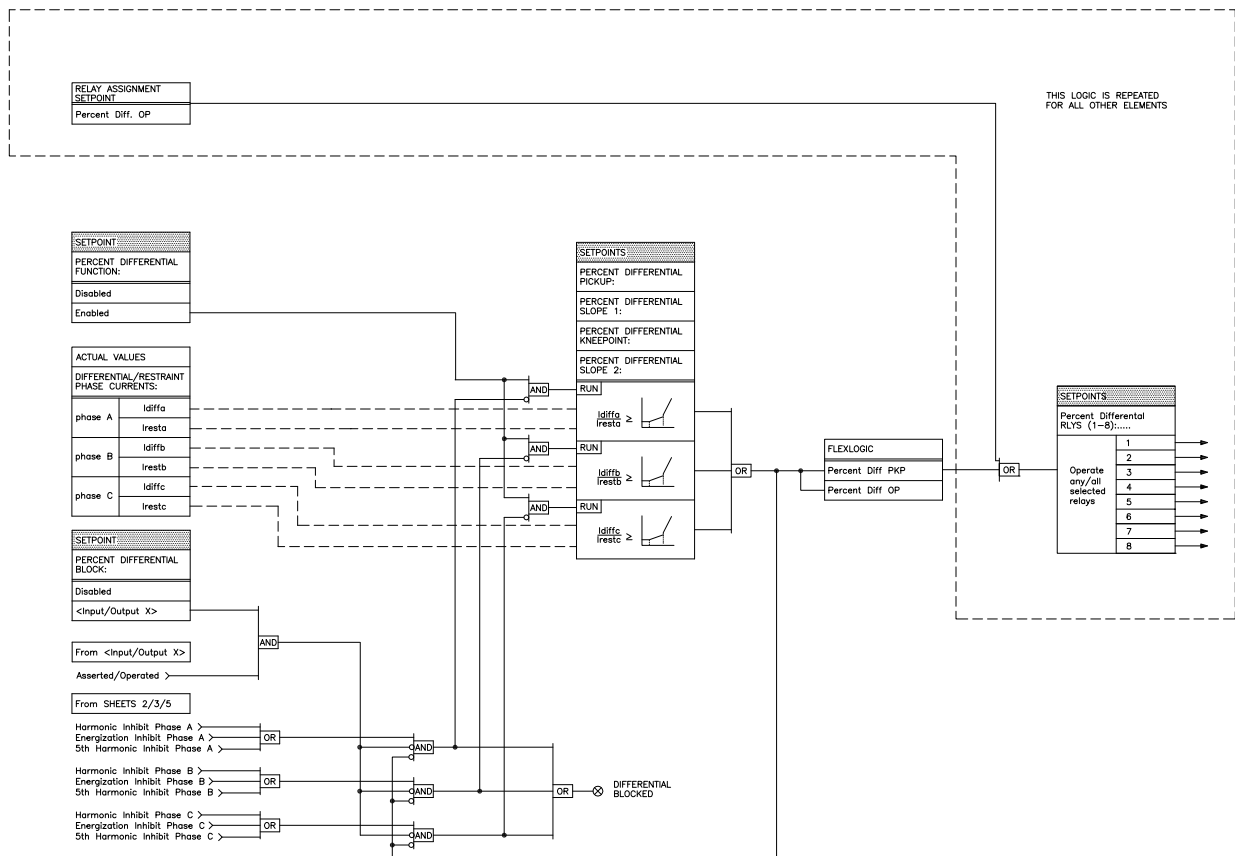 RELAY ASSIGNMENT
SETPOINT
Percent Diff. OP
THIS LOGIC IS REPEATED
FOR ALL OTHER ELEMENTS
SETPOINT
PERCENT DIFFERENTIAL
FUNCTION:
Disabled
Enabled
ACTUAL VALUES
DIFFERENTIAL/RESTRAINT
PHASE CURRENTS:
phase A
Idiffa
Iresta
phase B
Idiffb
Irestb
phase C
Idiffc
Irestc
SETPOINT
PERCENT DIFFERENTIAL
BLOCK:
Disabled
<Input/Output X>
From <Input/Output X>
Asserted/Operated
AND
From SHEETS 2/3/5
Harmonic Inhibit Phase A
Energization Inhibit Phase A
5th Harmonic Inhibit Phase A
OR
Harmonic Inhibit Phase B
Energization Inhibit Phase B
5th Harmonic Inhibit Phase B
OR
Harmonic Inhibit Phase C
Energization Inhibit Phase C
5th Harmonic Inhibit Phase C
OR
AND
AND
AND
OR
DIFFERENTIAL
BLOCKED
AND
AND
AND
SETPOINTS
PERCENT DIFFERENTIAL
PICKUP:
PERCENT DIFFERENTIAL
SLOPE 1:
PERCENT DIFFERENTIAL
KNEEPOINT:
PERCENT DIFFERENTIAL
SLOPE 2:
RUN
Idiffa
Iresta ≥
RUN
Idiffb
Irestb ≥
RUN
Idiffc
Irestc ≥
OR
FLEXLOGIC
Percent Diff PKP
Percent Diff OP
OR
SETPOINTS
Percent Differental
RLYS (1-8):.....
Operate
any/all
selected
relays
1
2
3
4
5
6
7
8